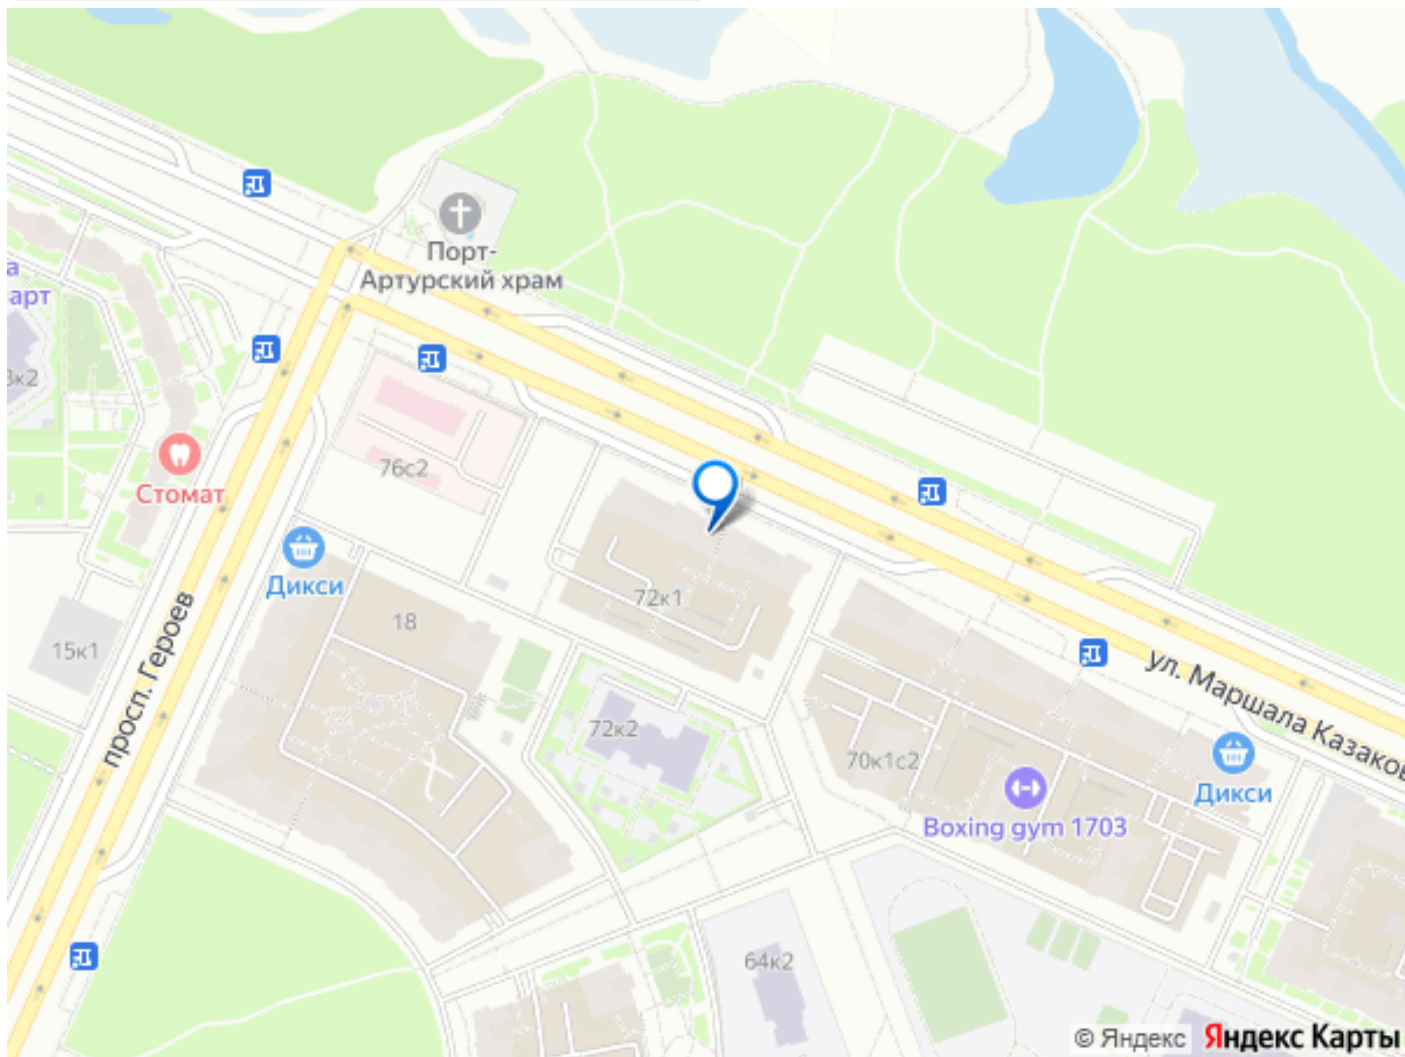 Порт-
Артурский храм
а
арт
3к2
76с2
Стомат
Дикси
72к1
18
15к1
просп. Героев
72к2
ул. Маршала Казаков
70к1с2
Дикси
Boxing gym 1703
64к2
© Яндекс
Яндекс Карты